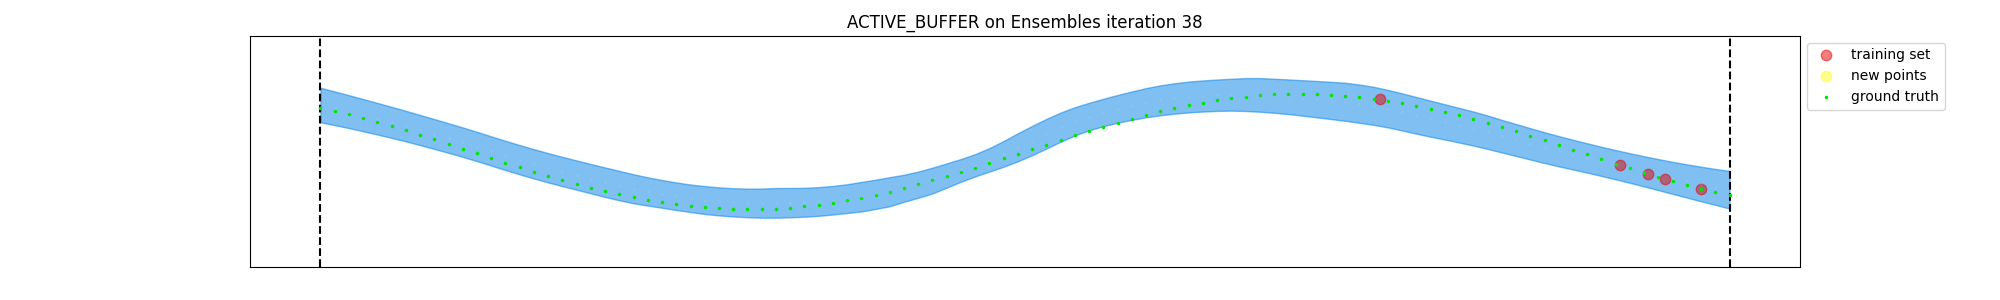 ACTIVE_BUFFER on Ensembles iteration 38
training set
new points
ground truth